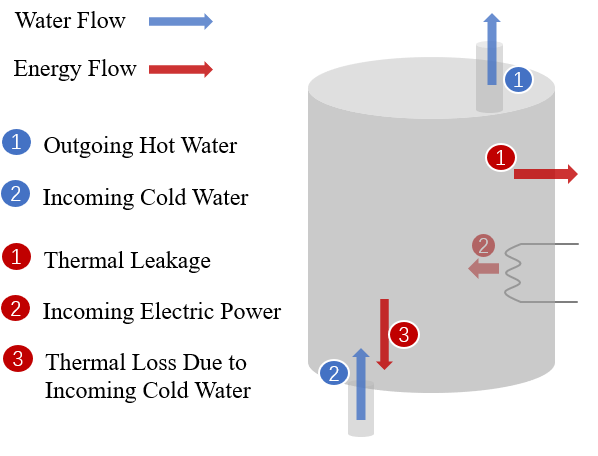 Water Flow
Energy Flow
1 Outgoing Hot Water
2 Incoming Cold Water
1 Thermal Leakage
2 Incoming Electric Power
3 Thermal Loss Due to
Incoming Cold Water
1
1
2
3
2